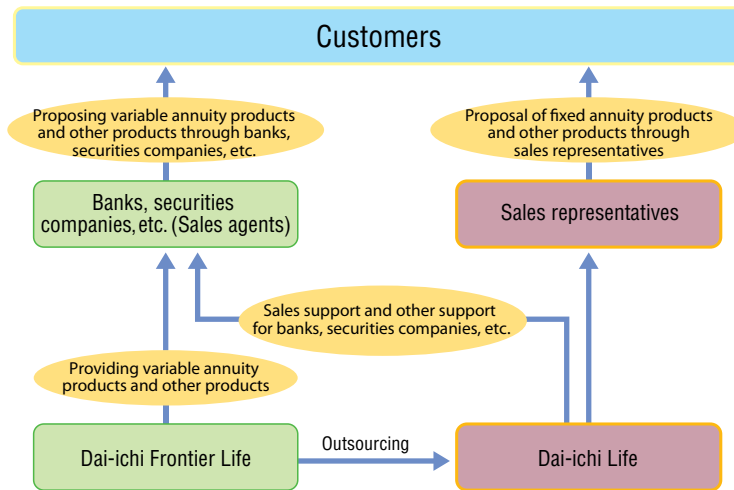 Customers
Proposing variable annuity products
and other products through banks,
securities companies, etc.
Proposal of fixed annuity products
and other products through
sales representatives
Banks, securities
companies, etc. (Sales agents)
Sales representatives
Sales support and other support
for banks, securities companies, etc.
Providing variable annuity
products and other products
Dai-ichi Frontier Life
Outsourcing
Dai-ichi Life